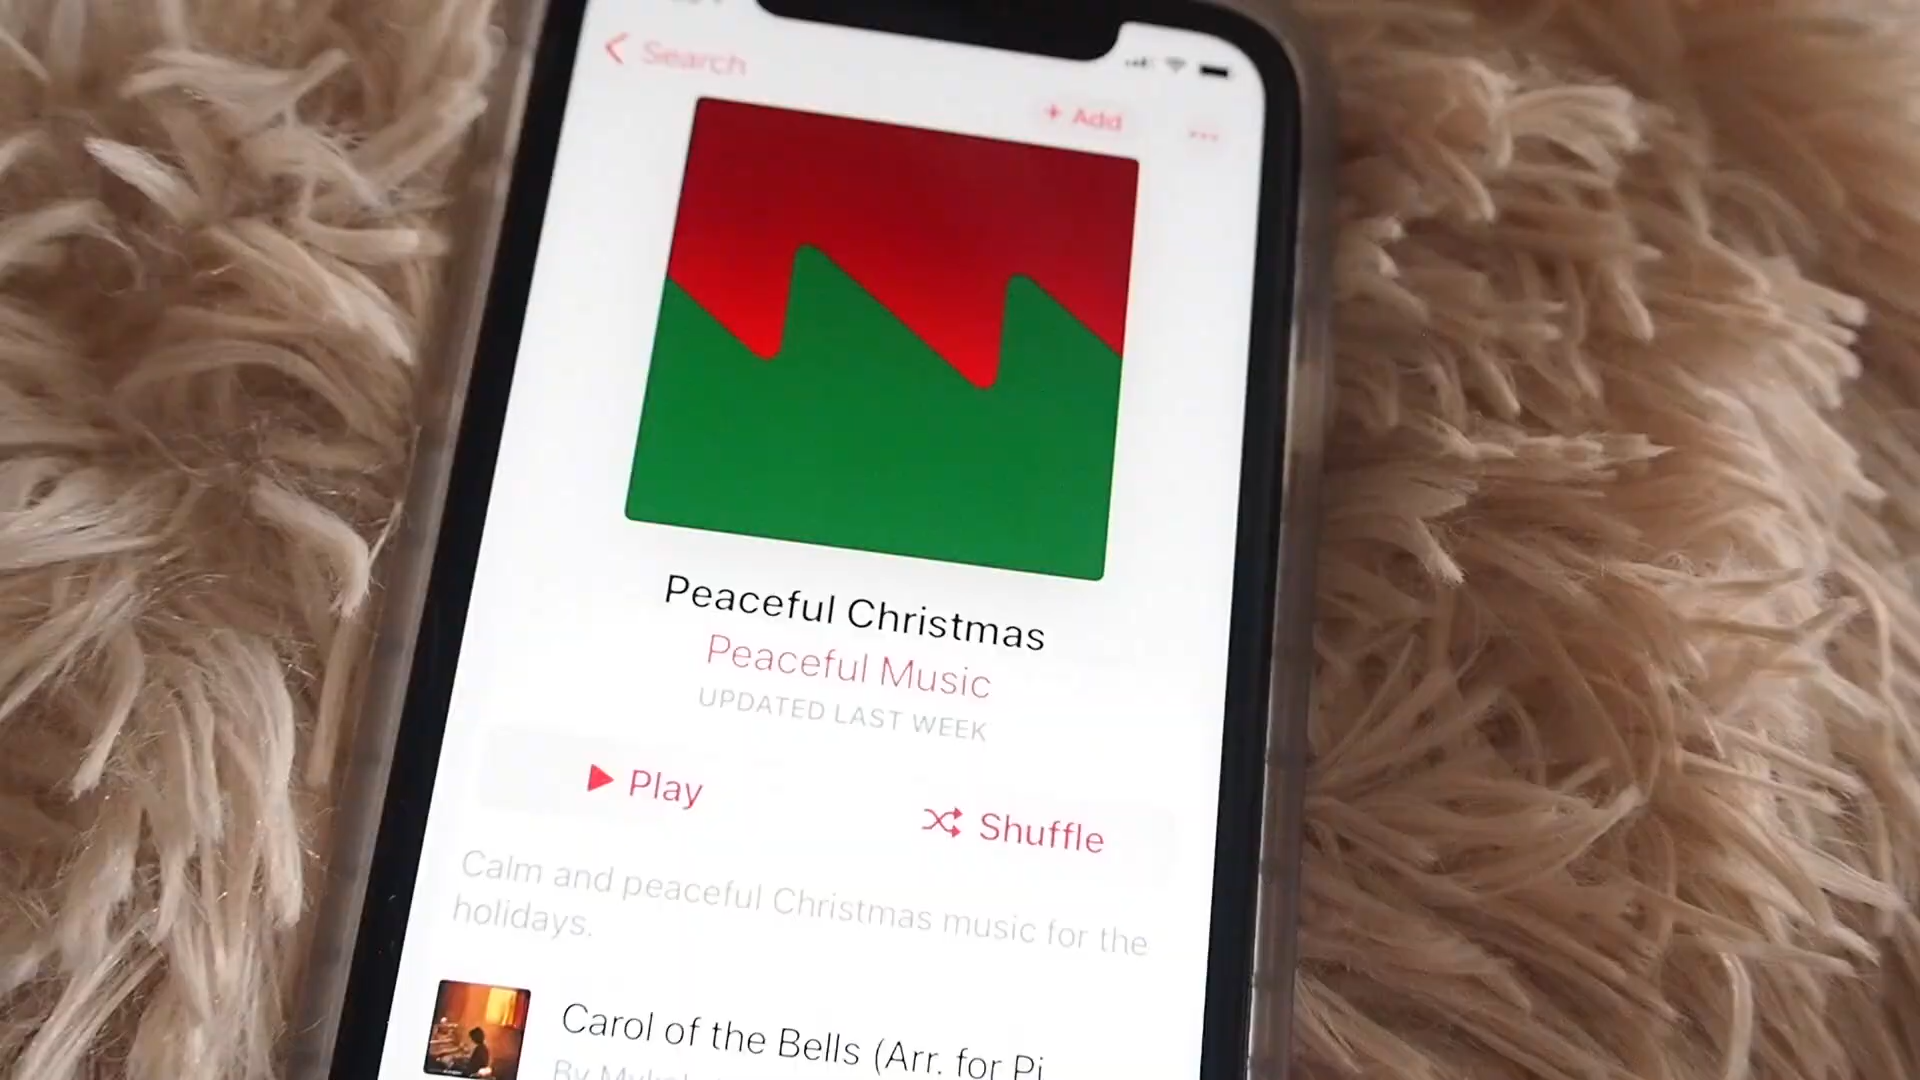 Search
+ Add
Peaceful Christmas
Peaceful Music
UPDATED LAST WEEK
Play
Shuffle
Calm and peaceful Christmas music for the
holidays.
Carol of the Bells (Arr. for Pi
By